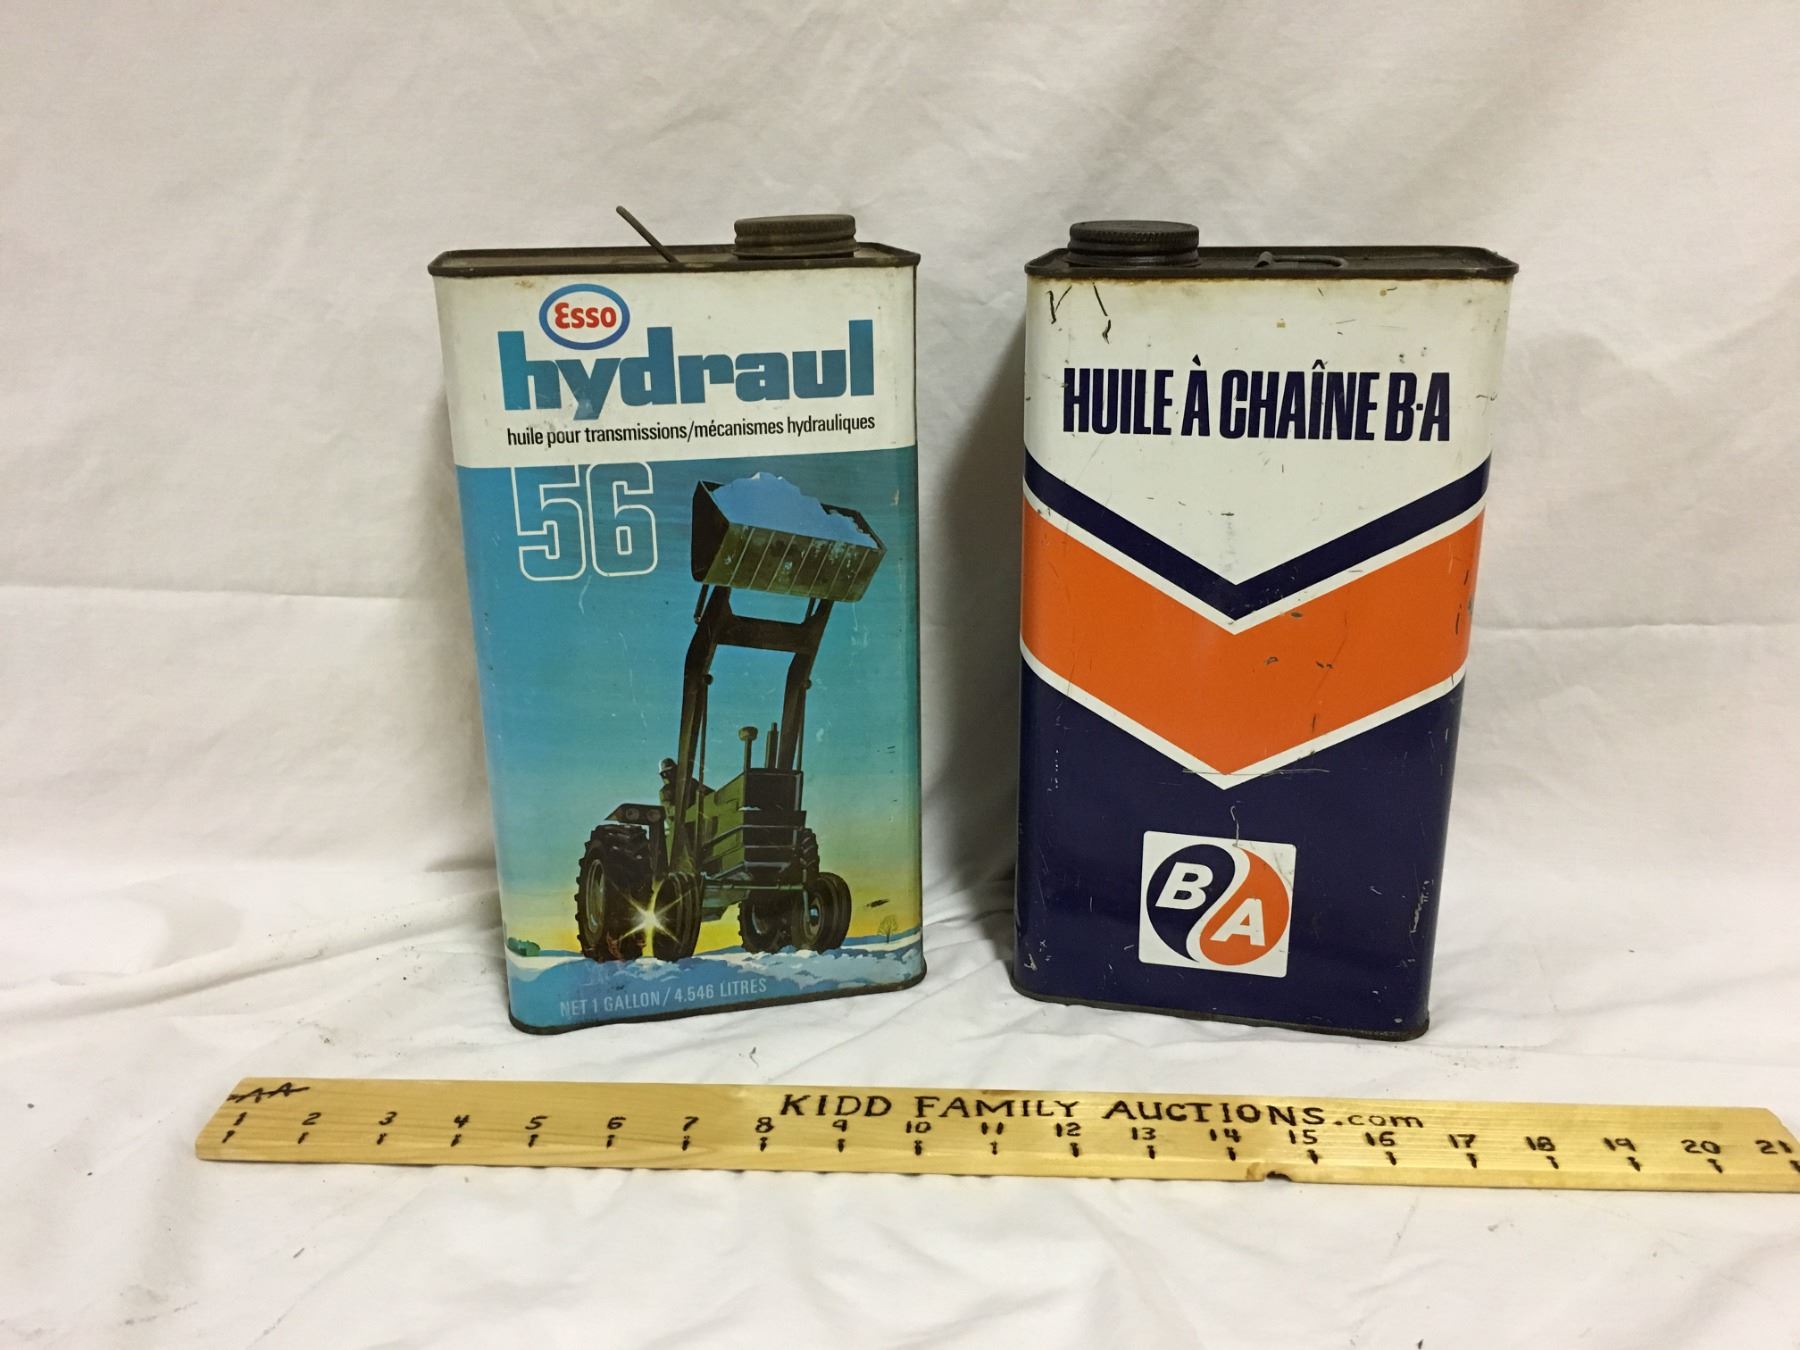 Esso
hydraul
huile pour transmissions/mécanismes hydrauliques
56
NET 1 GALLON / 4.546 LITRES
HUILE À CHAÎNE B·A
B
A
KIDD FAMILY AUCTIONS.com
1 2 3 4 5 6 7 8 9 10 11 12 13 14 15 16 17 18 19 20 21